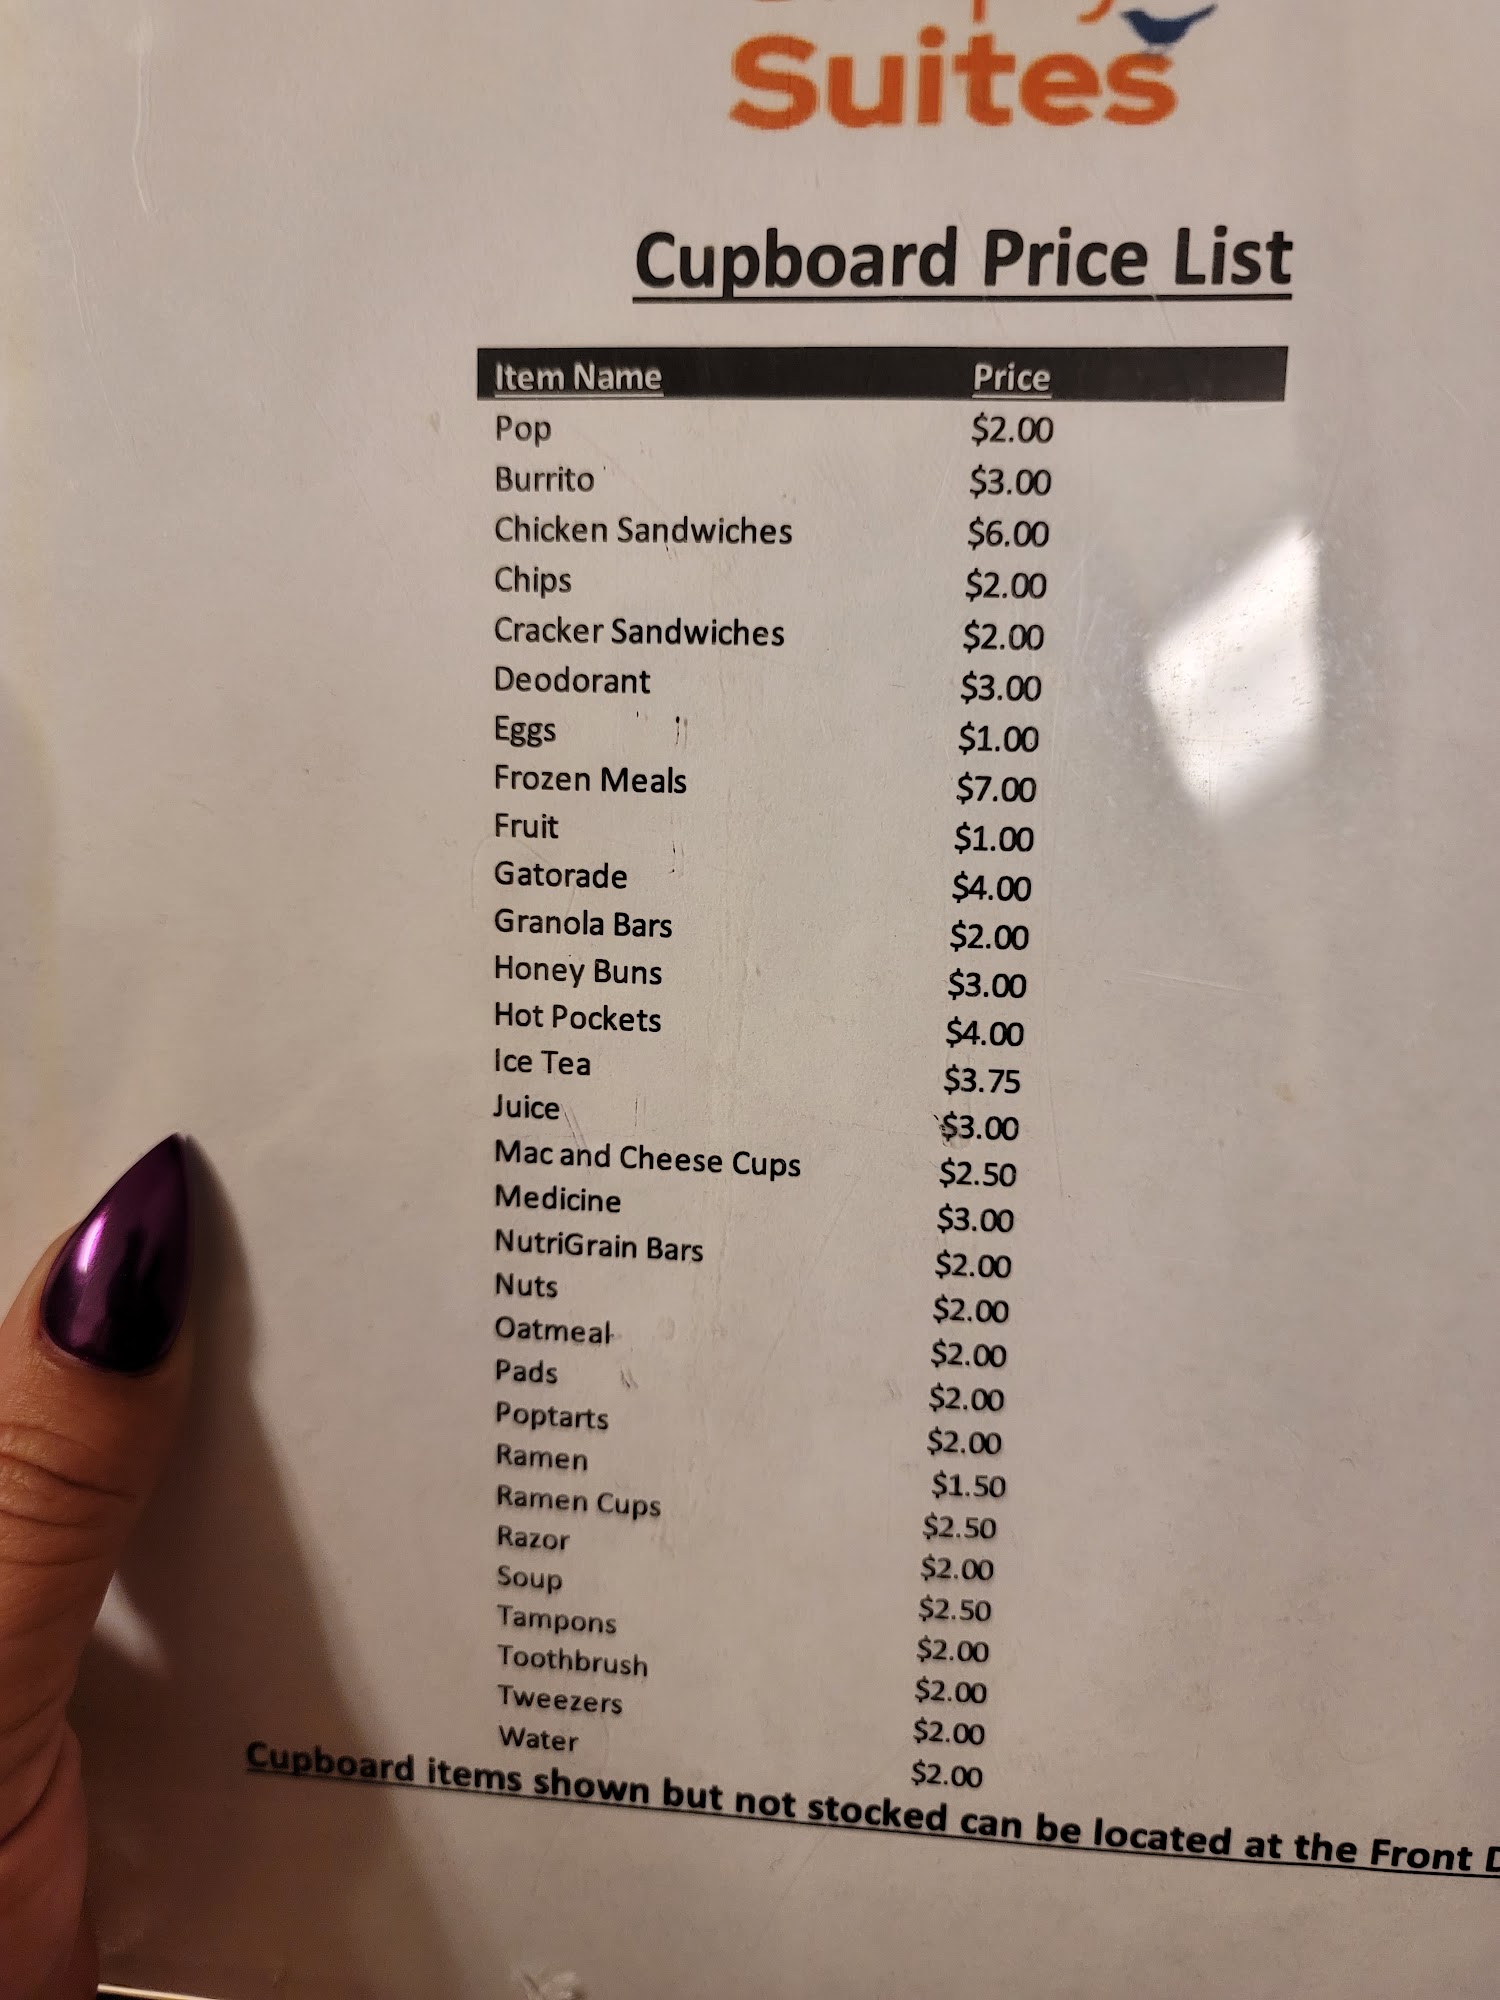 Suites
Cupboard Price List
Item Name Price
Pop $2.00
Burrito $3.00
Chicken Sandwiches $6.00
Chips $2.00
Cracker Sandwiches $2.00
Deodorant $3.00
Eggs $1.00
Frozen Meals $7.00
Fruit $1.00
Gatorade $4.00
Granola Bars $2.00
Honey Buns $3.00
Hot Pockets $4.00
Ice Tea $3.75
Juice $3.00
Mac and Cheese Cups $2.50
Medicine $3.00
NutriGrain Bars $2.00
Nuts $2.00
Oatmeal $2.00
Pads $2.00
Poptarts $2.00
Ramen $1.50
Ramen Cups $2.50
Razor $2.00
Soup $2.50
Tampons $2.00
Toothbrush $2.00
Tweezers $2.00
Water $2.00
Cupboard items shown but not stocked can be located at the Front